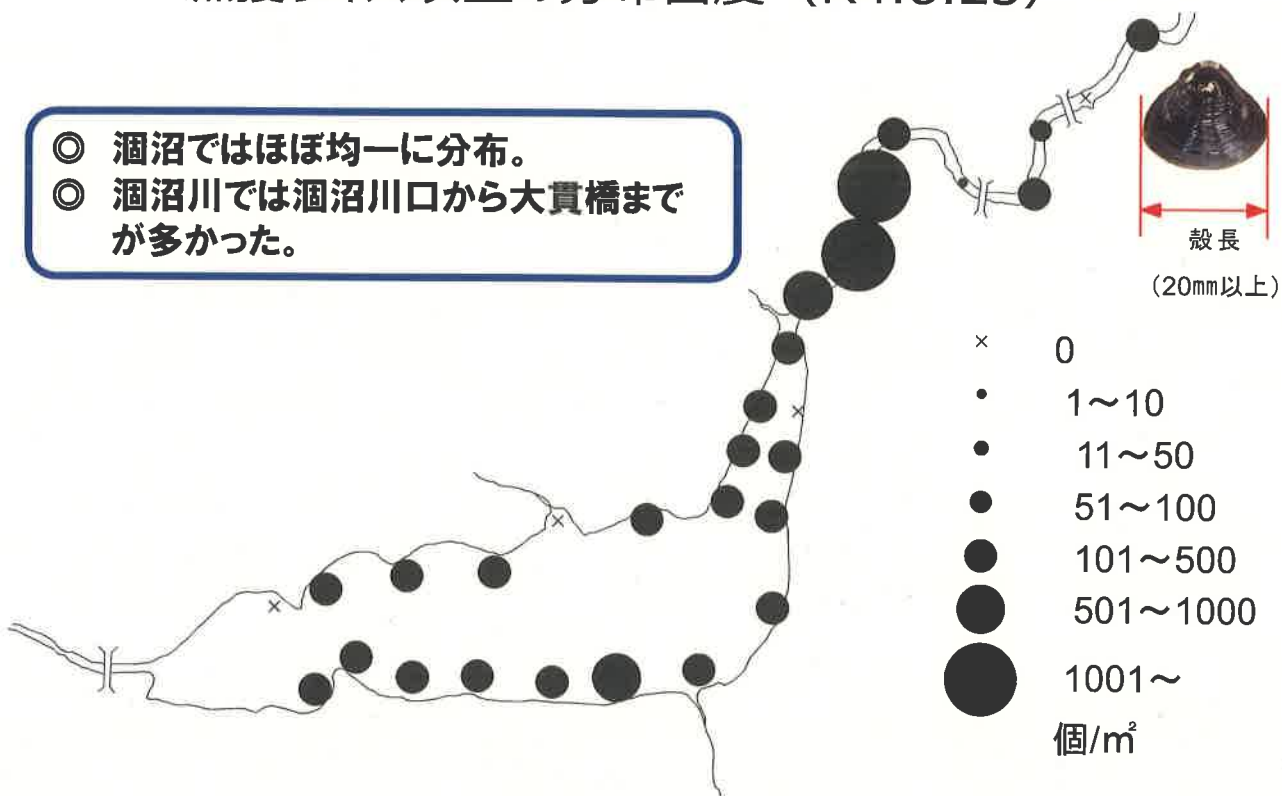 ◎ 涸沼ではほぼ均一に分布。
◎ 涸沼川では涸沼川口から大貫橋まで
が多かった。
殻長
(20㎜以上)
× 0
1～10
11～50
51～100
101～500
501～1000
1001～
個/㎡